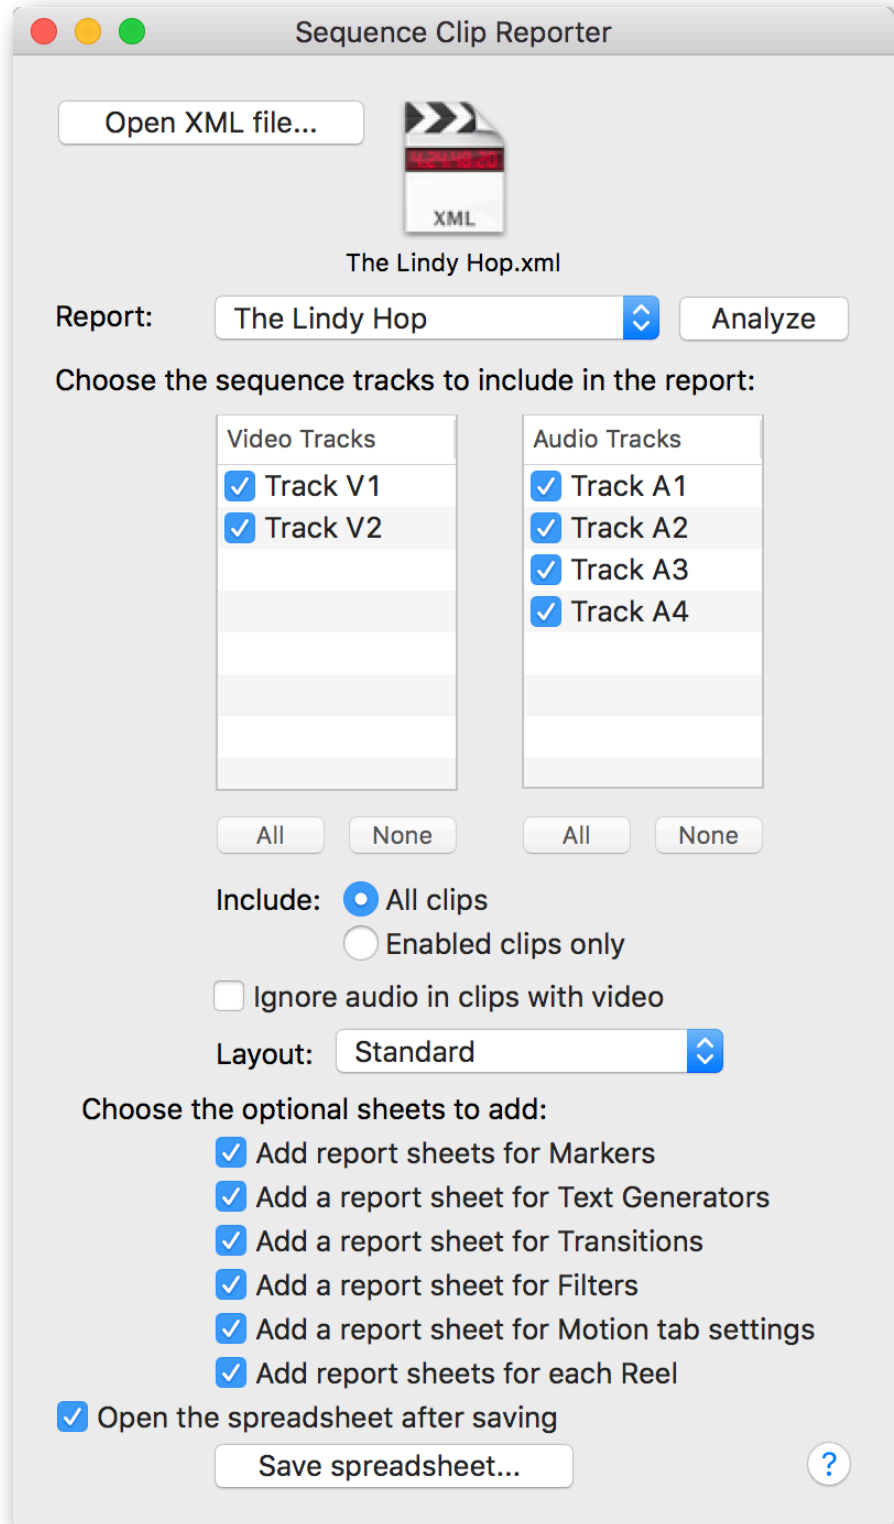 Sequence Clip Reporter
Open XML file...
4:24:48:20
XML
The Lindy Hop.xml
Report: The Lindy Hop Analyze
Choose the sequence tracks to include in the report:
Video Tracks Audio Tracks
Track V1 Track A1
Track V2 Track A2
Track A3
Track A4
All None All None
Include: All clips
Enabled clips only
Ignore audio in clips with video
Layout: Standard
Choose the optional sheets to add:
Add report sheets for Markers
Add a report sheet for Text Generators
Add a report sheet for Transitions
Add a report sheet for Filters
Add a report sheet for Motion tab settings
Add report sheets for each Reel
Open the spreadsheet after saving
Save spreadsheet... ?